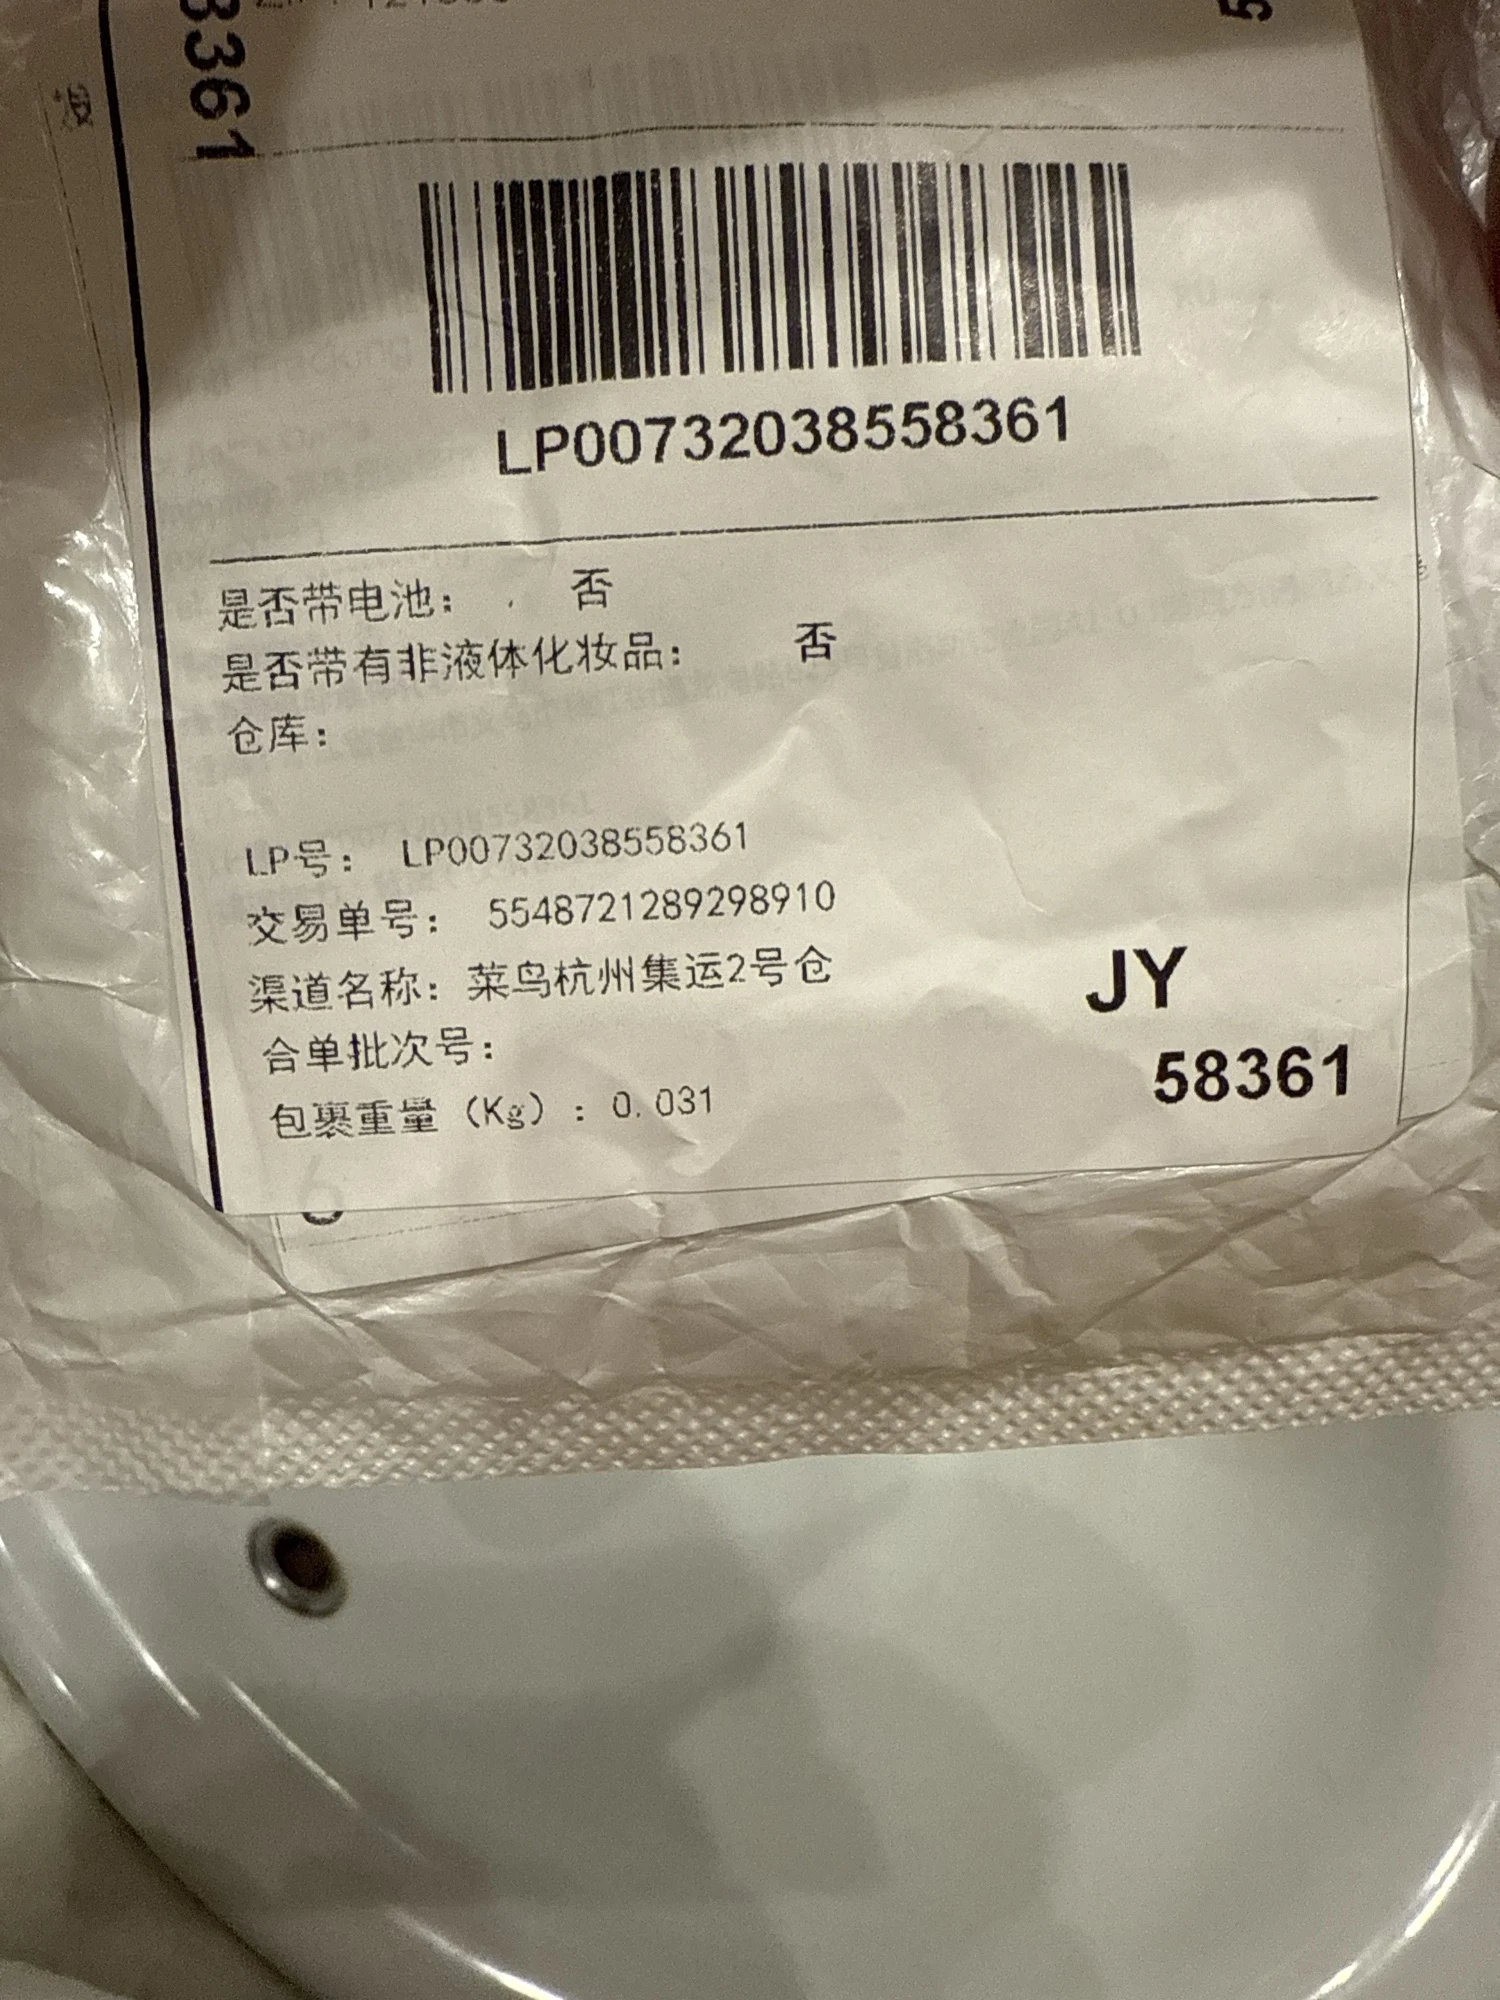 58361
LP00732038558361
是否带电池： 否
是否带有非液体化妆品： 否
仓库：
LP号： LP00732038558361
交易单号： 5548721289298910
渠道名称：菜鸟杭州集运2号仓
合单批次号：
包裹重量（Kg）：0.031
JY
58361